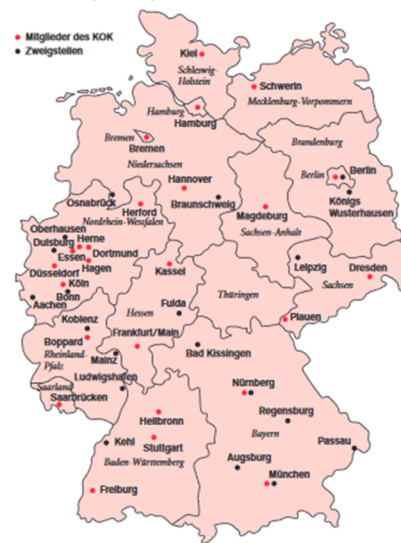 Mitglieder des KOK
Zweigstellen
Kiel
Schleswig-
Holstein
Schwerin
Mecklenburg-Vorpommern
Hamburg
Hamburg
Bremen
Bremen
Niedersachsen
Brandenburg
Berlin
Berlin
Königs
Wusterhausen
Hannover
Braunschweig
Osnabrück
Herford
Nordrhein-Westfalen
Magdeburg
Sachsen-Anhalt
Oberhausen
Duisburg
Herne
Essen
Dortmund
Hagen
Düsseldorf
Köln
Bonn
Aachen
Kassel
Leipzig
Dresden
Sachsen
Thüringen
Plauen
Hessen
Fulda
Koblenz
Boppard
Rheinland-
Pfalz
Frankfurt/Main
Mainz
Bad Kissingen
Saarland
Saarbrücken
Ludwigshafen
Nürnberg
Heilbronn
Stuttgart
Regensburg
Bayern
Kehl
Baden-Württemberg
Passau
Augsburg
München
Freiburg